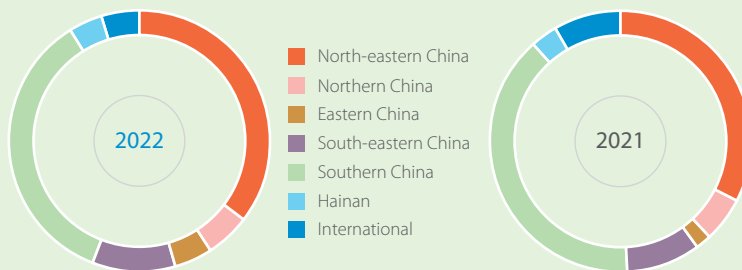 2022
North-eastern China
Northern China
Eastern China
South-eastern China
Southern China
Hainan
International
2021